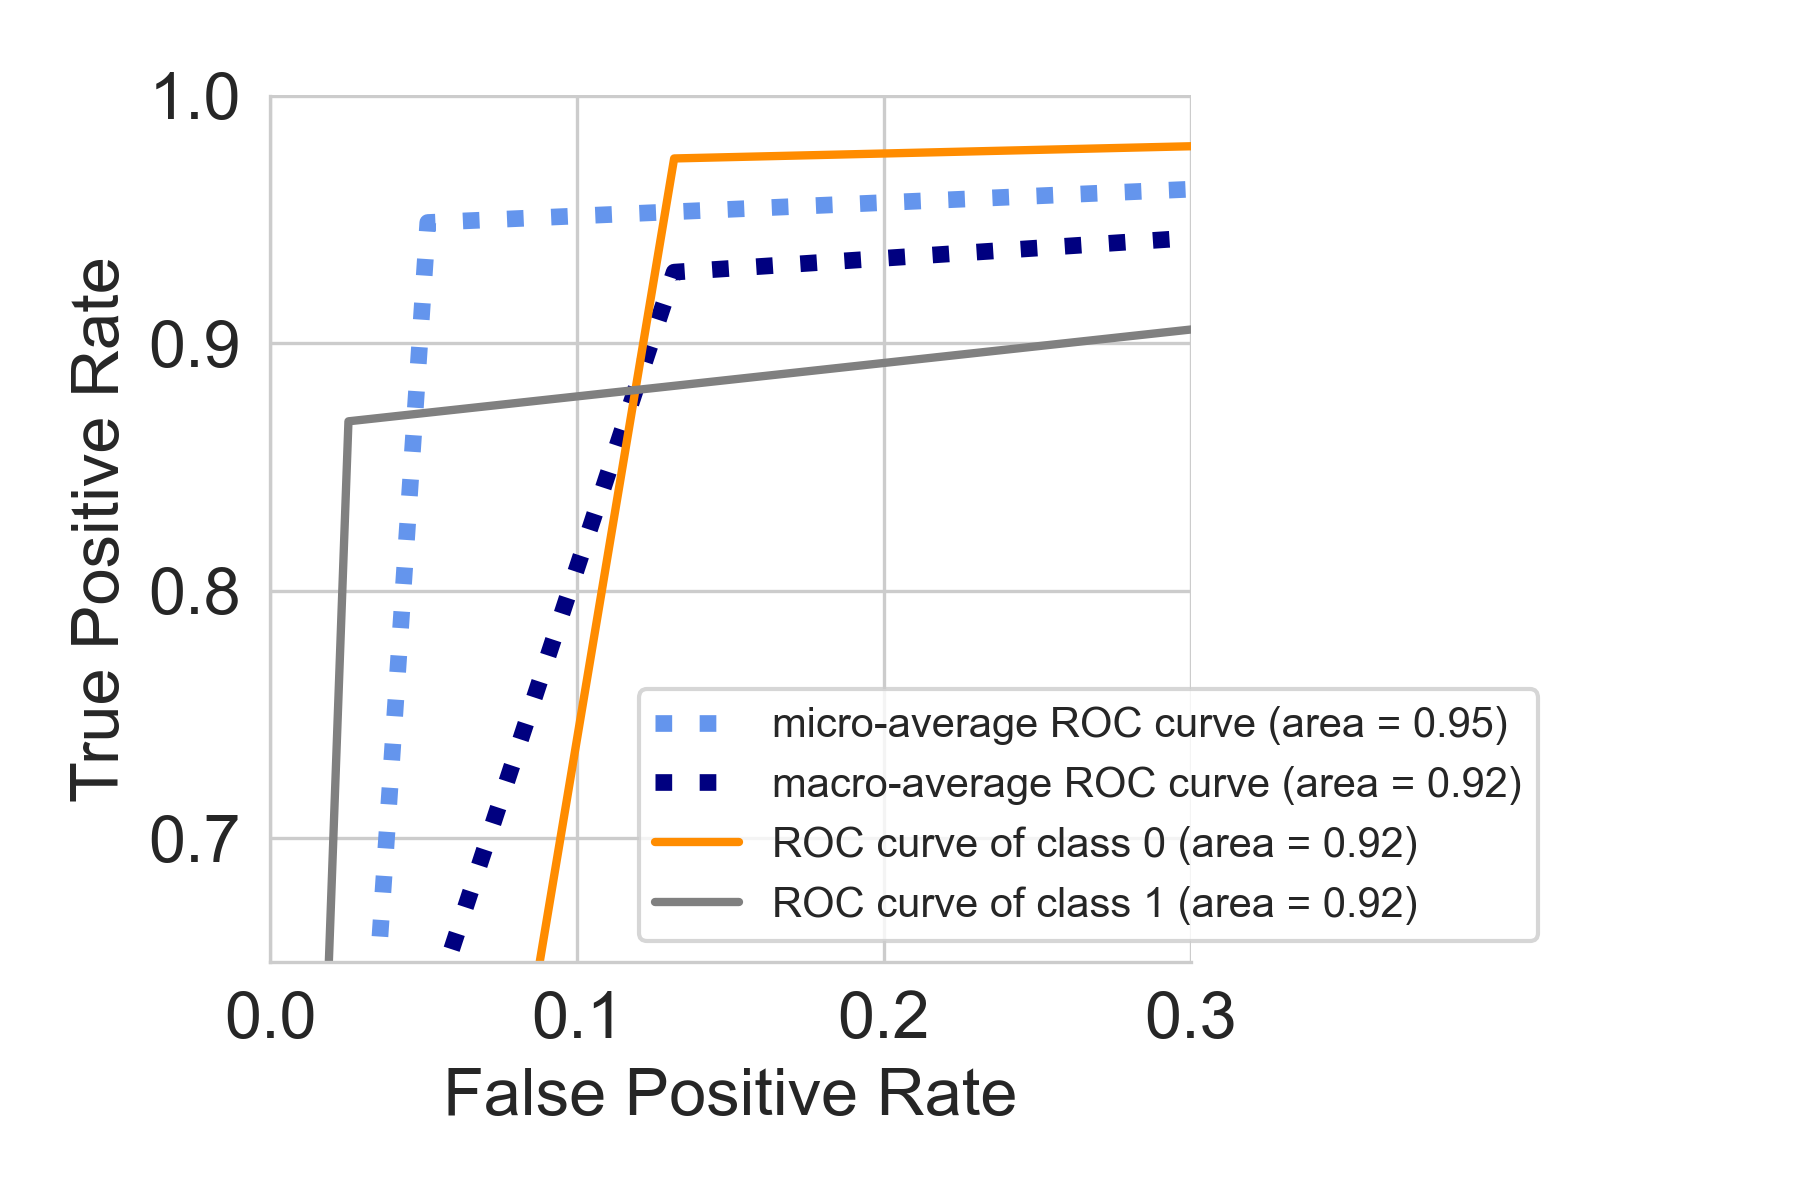 1.0
0.9
0.8
0.7
True Positive Rate
micro-average ROC curve (area = 0.95)
macro-average ROC curve (area = 0.92)
ROC curve of class 0 (area = 0.92)
ROC curve of class 1 (area = 0.92)
0.0 0.1 0.2 0.3
False Positive Rate